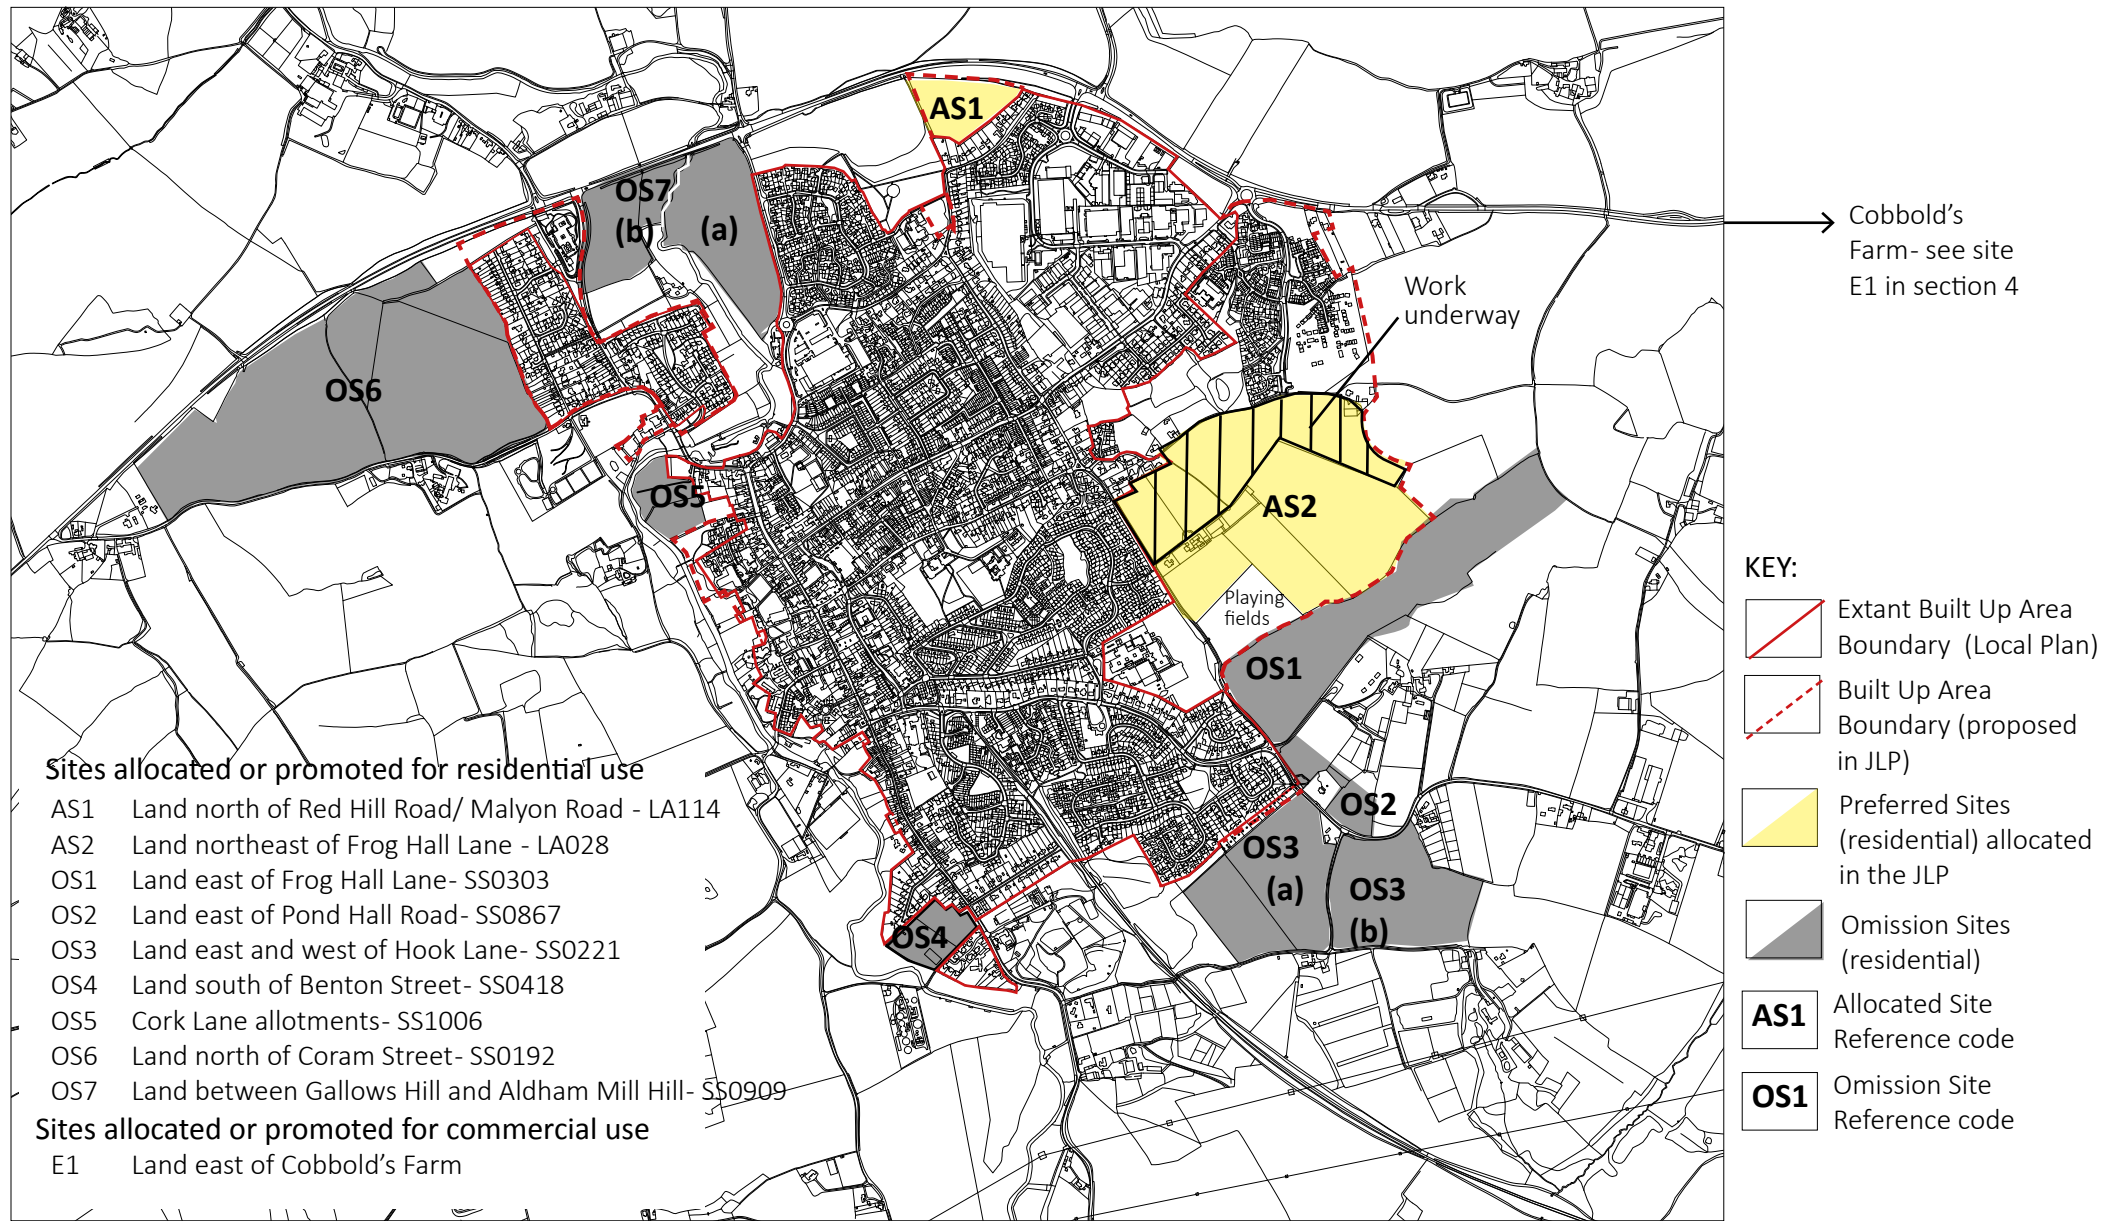 AS1
OS7
(b)
(a)
Cobbold's
Farm- see site
E1 in section 4
Work
underway
OS6
OS5
AS2
Playing
fields
OS1
OS2
OS3
(a)
OS3
(b)
OS4
Sites allocated or promoted for residential use
AS1 Land north of Red Hill Road/ Malyon Road - LA114
AS2 Land northeast of Frog Hall Lane - LA028
OS1 Land east of Frog Hall Lane- SS0303
OS2 Land east of Pond Hall Road- SS0867
OS3 Land east and west of Hook Lane- SS0221
OS4 Land south of Benton Street- SS0418
OS5 Cork Lane allotments- SS1006
OS6 Land north of Coram Street- SS0192
OS7 Land between Gallows Hill and Aldham Mill Hill- SS0909
Sites allocated or promoted for commercial use
E1 Land east of Cobbold's Farm
KEY:
Extant Built Up Area
Boundary (Local Plan)
Built Up Area
Boundary (proposed
in JLP)
Preferred Sites
(residential) allocated
in the JLP
Omission Sites
(residential)
AS1 Allocated Site
Reference code
OS1 Omission Site
Reference code